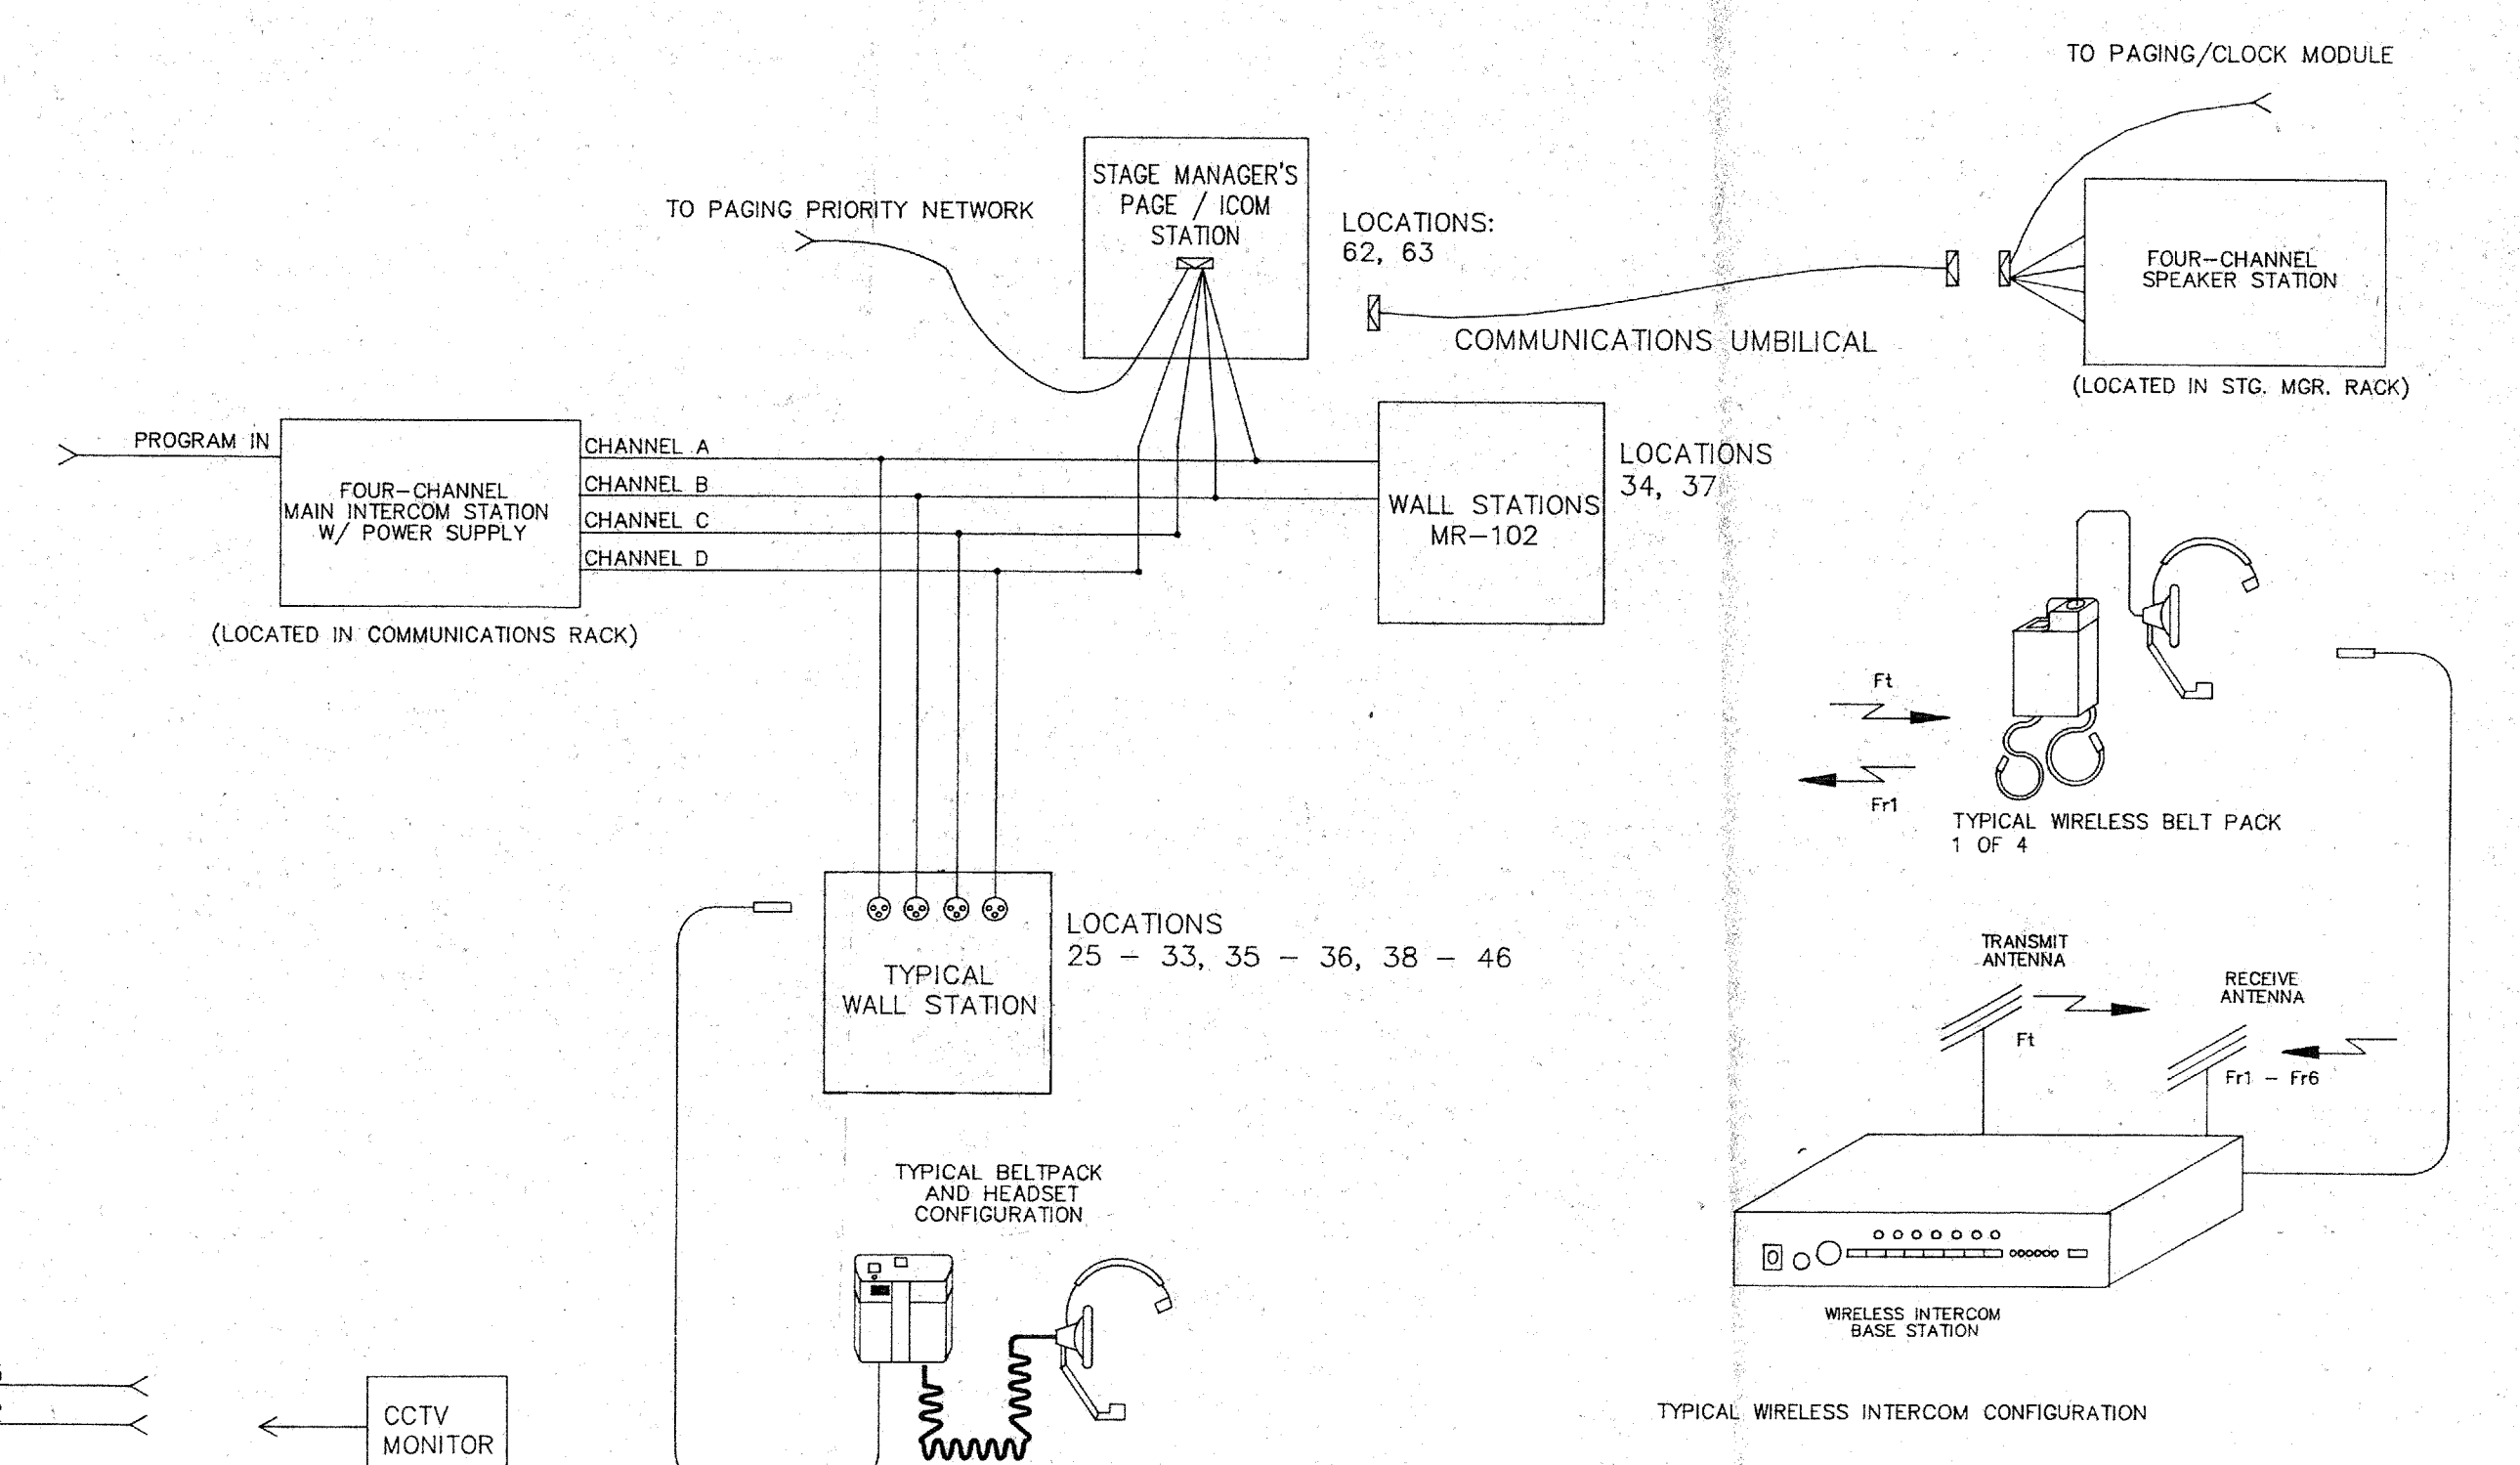 TO PAGING/CLOCK MODULE
STAGE MANAGER'S
PAGE / ICOM
STATION
TO PAGING PRIORITY NETWORK
LOCATIONS:
62, 63
COMMUNICATIONS UMBILICAL
FOUR-CHANNEL
SPEAKER STATION
(LOCATED IN STG. MGR. RACK)
PROGRAM IN
FOUR-CHANNEL
MAIN INTERCOM STATION
W/ POWER SUPPLY
(LOCATED IN COMMUNICATIONS RACK)
CHANNEL A
CHANNEL B
CHANNEL C
CHANNEL D
WALL STATIONS
MR-102
LOCATIONS
34, 37
Ft
Fr1
TYPICAL WIRELESS BELT PACK
1 OF 4
TYPICAL
WALL STATION
LOCATIONS
25 - 33, 35 - 36, 38 - 46
TRANSMIT
ANTENNA
Ft
RECEIVE
ANTENNA
Fr1 - Fr6
TYPICAL BELTPACK
AND HEADSET
CONFIGURATION
WIRELESS INTERCOM
BASE STATION
TYPICAL WIRELESS INTERCOM CONFIGURATION
CCTV
MONITOR